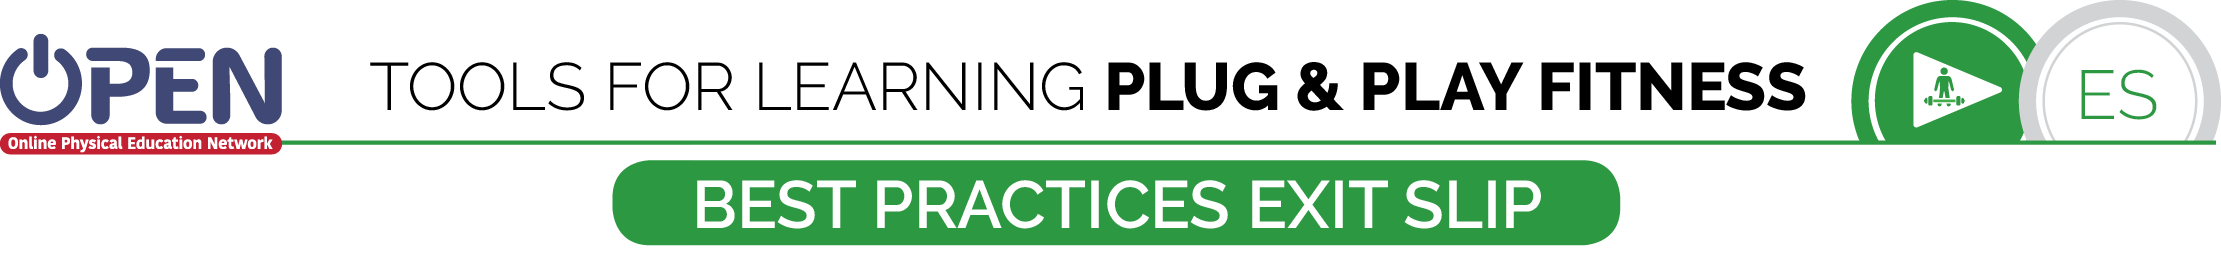 OPEN
Online Physical Education Network
TOOLS FOR LEARNING PLUG & PLAY FITNESS
ES
BEST PRACTICES EXIT SLIP